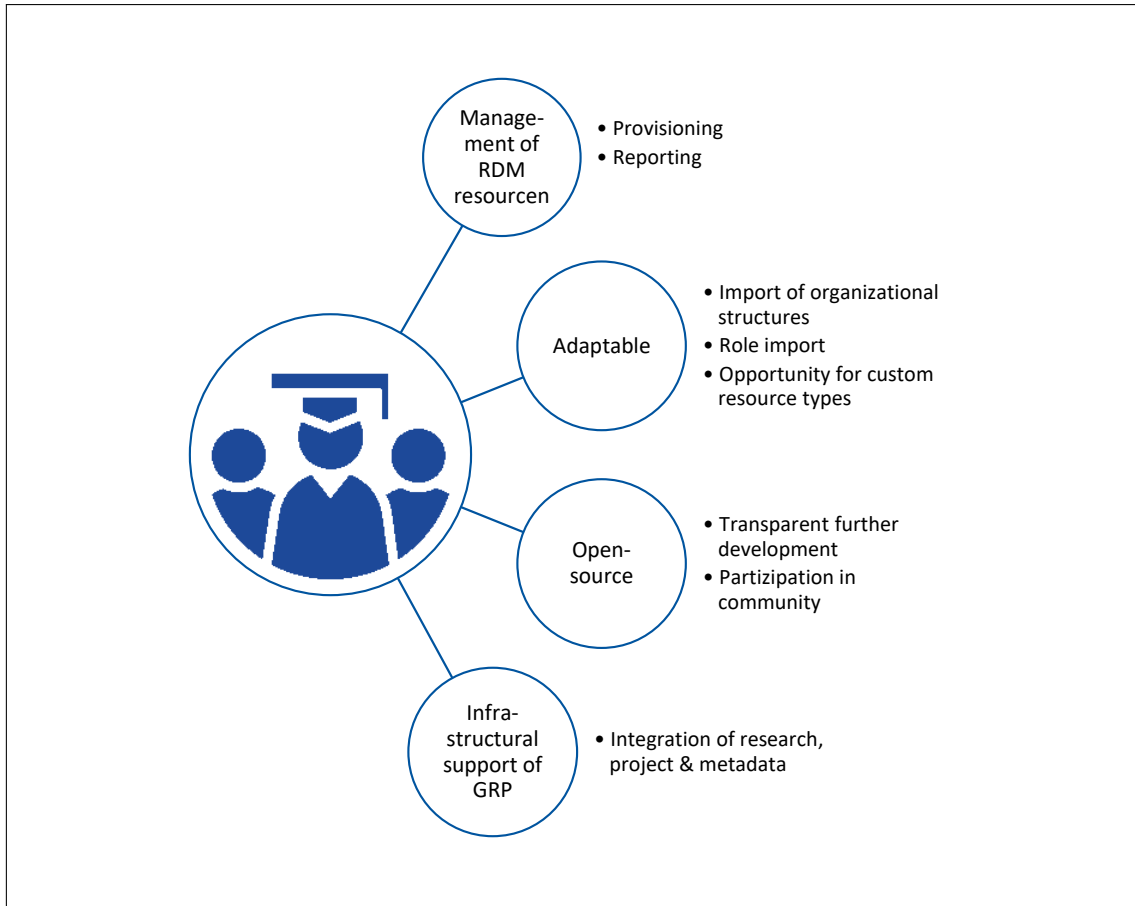 Manage-
ment of
RDM
resourcen
• Provisioning
• Reporting
Adaptable
• Import of organizational
structures
• Role import
• Opportunity for custom
resource types
Open-
source
• Transparent further
development
• Partizipation in
community
Infra-
structural
support of
GRP
• Integration of research,
project & metadata